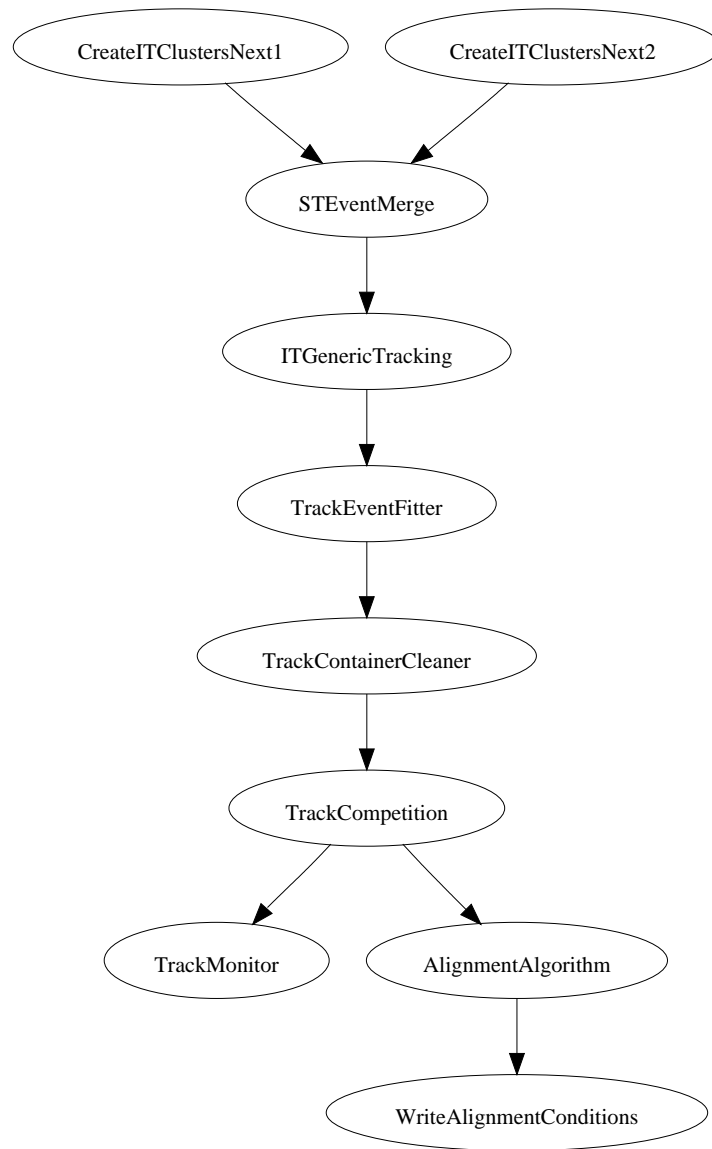 CreateITClustersNext1
CreateITClustersNext2
STEventMerge
ITGenericTracking
TrackEventFitter
TrackContainerCleaner
TrackCompetition
TrackMonitor
AlignmentAlgorithm
WriteAlignmentConditions